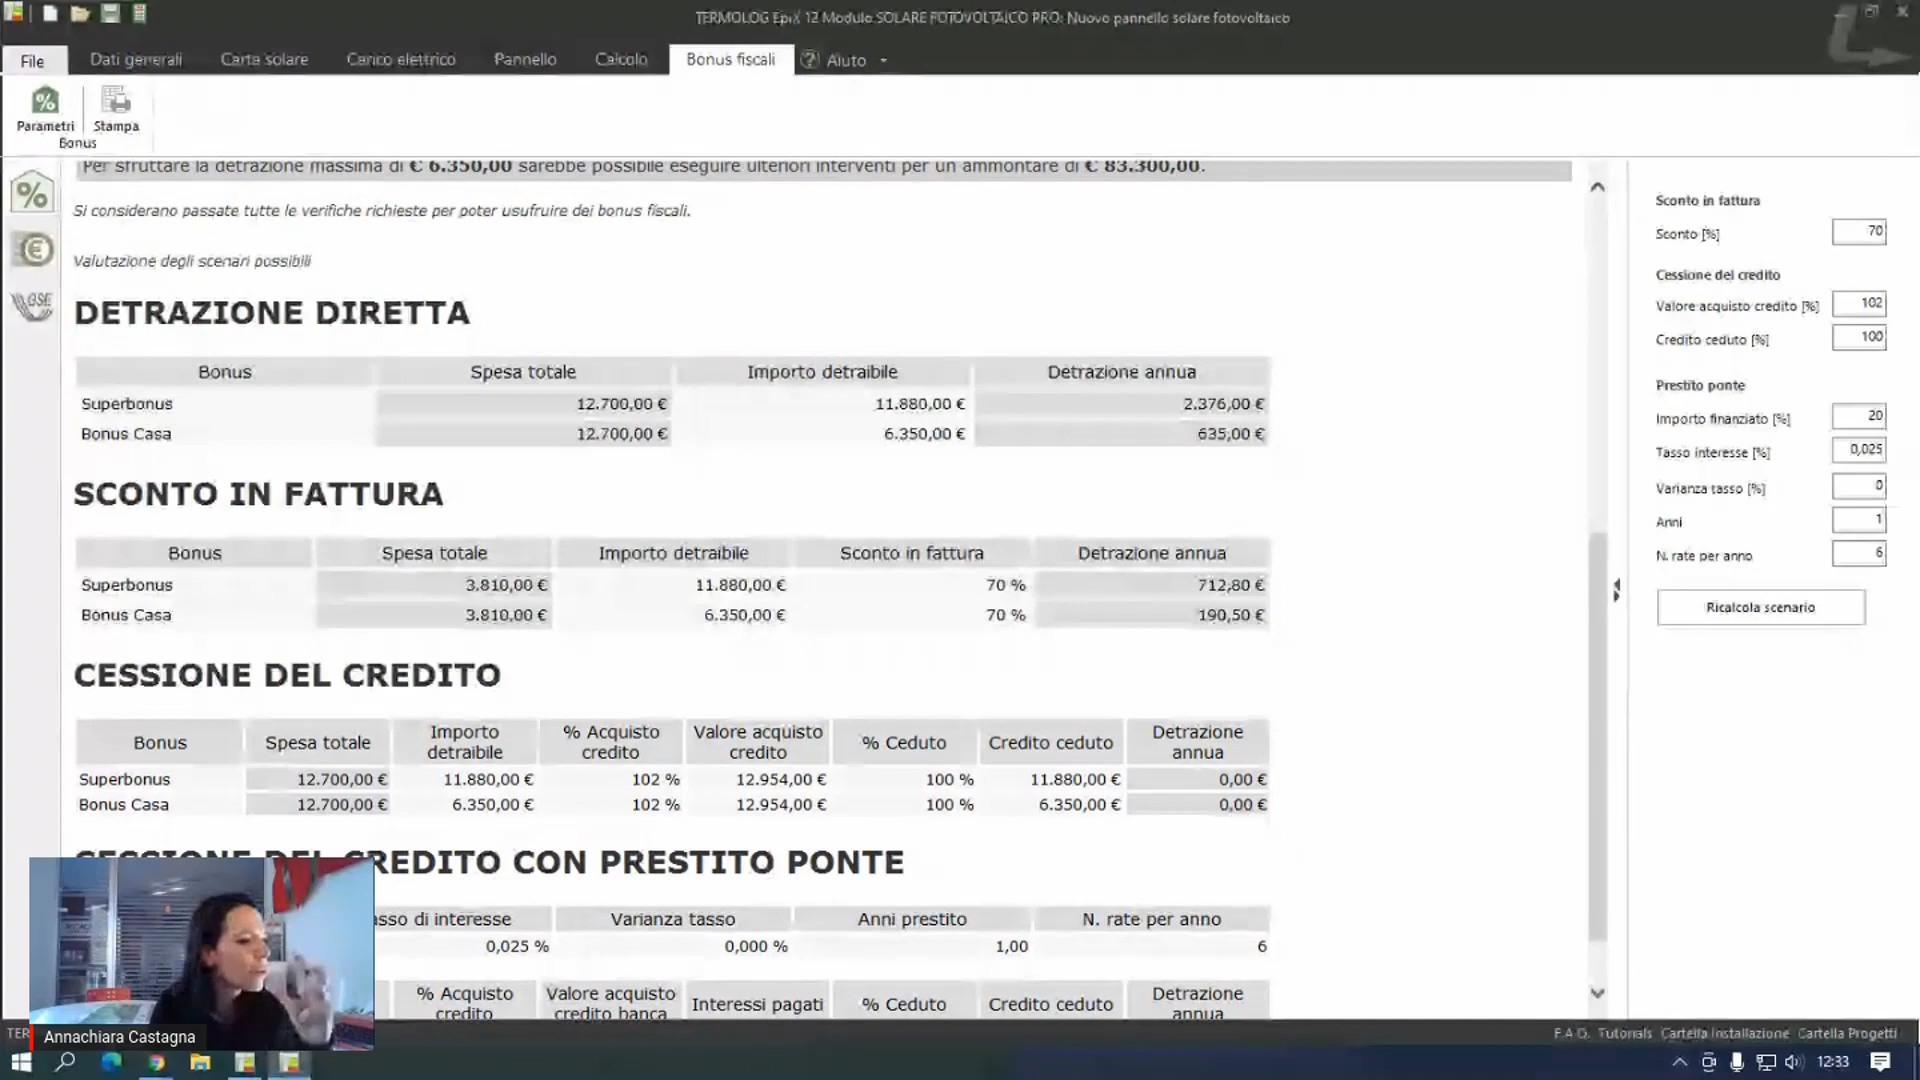 TERMOLOG EpiX 12 Modulo SOLARE FOTOVOLTAICO PRO: Nuovo pannello solare fotovoltaico
File Dati generali Carta solare Carico elettrico Pannello Calcolo Bonus fiscali ? Aiuto
Parametri Stampa
Bonus
Per sfruttare la detrazione massima di € 6.350,00 sarebbe possibile eseguire ulteriori interventi per un ammontare di € 83.300,00.
Si considerano passate tutte le verifiche richieste per poter usufruire dei bonus fiscali.
Valutazione degli scenari possibili
GSE
DETRAZIONE DIRETTA
Bonus Spesa totale Importo detraibile Detrazione annua
Superbonus 12.700,00 € 11.880,00 € 2.376,00 €
Bonus Casa 12.700,00 € 6.350,00 € 635,00 €
SCONTO IN FATTURA
Bonus Spesa totale Importo detraibile Sconto in fattura Detrazione annua
Superbonus 3.810,00 € 11.880,00 € 70 % 712,80 €
Bonus Casa 3.810,00 € 6.350,00 € 70 % 190,50 €
CESSIONE DEL CREDITO
Bonus Spesa totale Importo detraibile % Acquisto credito Valore acquisto credito % Ceduto Credito ceduto Detrazione annua
Superbonus 12.700,00 € 11.880,00 € 102 % 12.954,00 € 100 % 11.880,00 € 0,00 €
Bonus Casa 12.700,00 € 6.350,00 € 102 % 12.954,00 € 100 % 6.350,00 € 0,00 €
CESSIONE DEL CREDITO CON PRESTITO PONTE
asso di interesse Varianza tasso Anni prestito N. rate per anno
0,025 % 0,000 % 1,00 6
% Acquisto credito Valore acquisto credito banca Interessi pagati % Ceduto Credito ceduto Detrazione annua
Sconto in fattura
Sconto [%] 70
Cessione del credito
Valore acquisto credito [%] 102
Credito ceduto [%] 100
Prestito ponte
Importo finanziato [%] 20
Tasso interesse [%] 0,025
Varianza tasso [%] 0
Anni 1
N. rate per anno 6
Ricalcola scenario
Annachiara Castagna
TER
F.A.Q. Tutorials Cartella Installazione Cartella Progetti
12:33